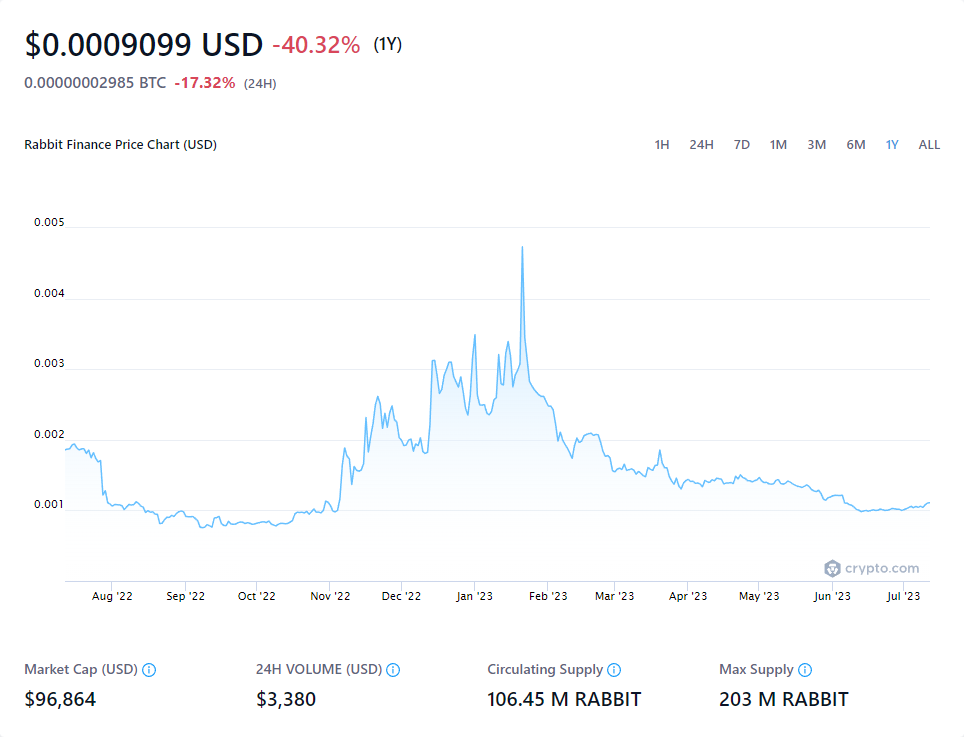 $0.0009099 USD -40.32% (1Y)
0.00000002985 BTC -17.32% (24H)
Rabbit Finance Price Chart (USD) 1H 24H 7D 1M 3M 6M 1Y ALL
0.005
0.004
0.003
0.002
0.001
crypto.com
Aug '22 Sep '22 Oct '22 Nov '22 Dec '22 Jan '23 Feb '23 Mar '23 Apr '23 May '23 Jun '23 Jul '23
Market Cap (USD) 24H VOLUME (USD) Circulating Supply Max Supply
$96,864 $3,380 106.45 M RABBIT 203 M RABBIT